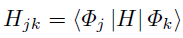 H_{jk} = ⟨Φ_j |H| Φ_k⟩